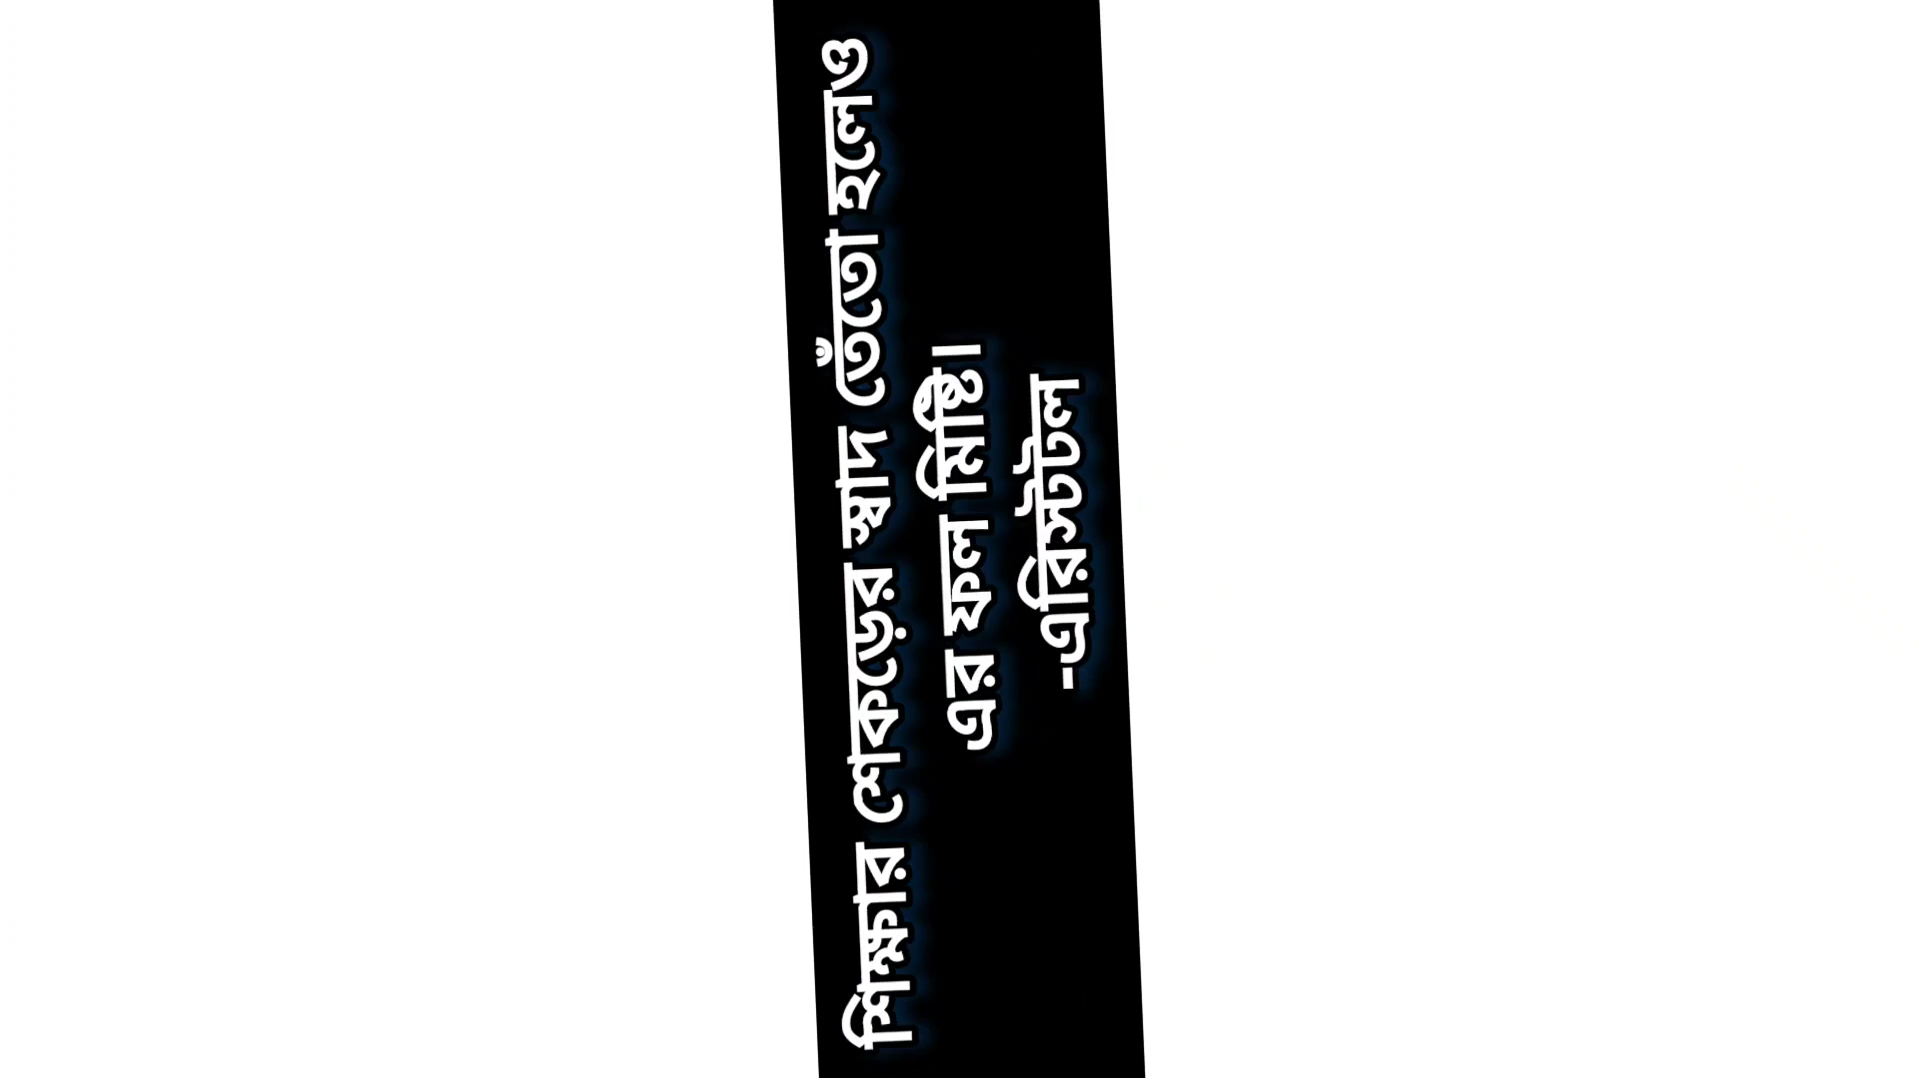 শিক্ষার শেকড়ের স্বাদ তেঁতো হলেও
এর ফল মিষ্টি।
-এরিস্টটল